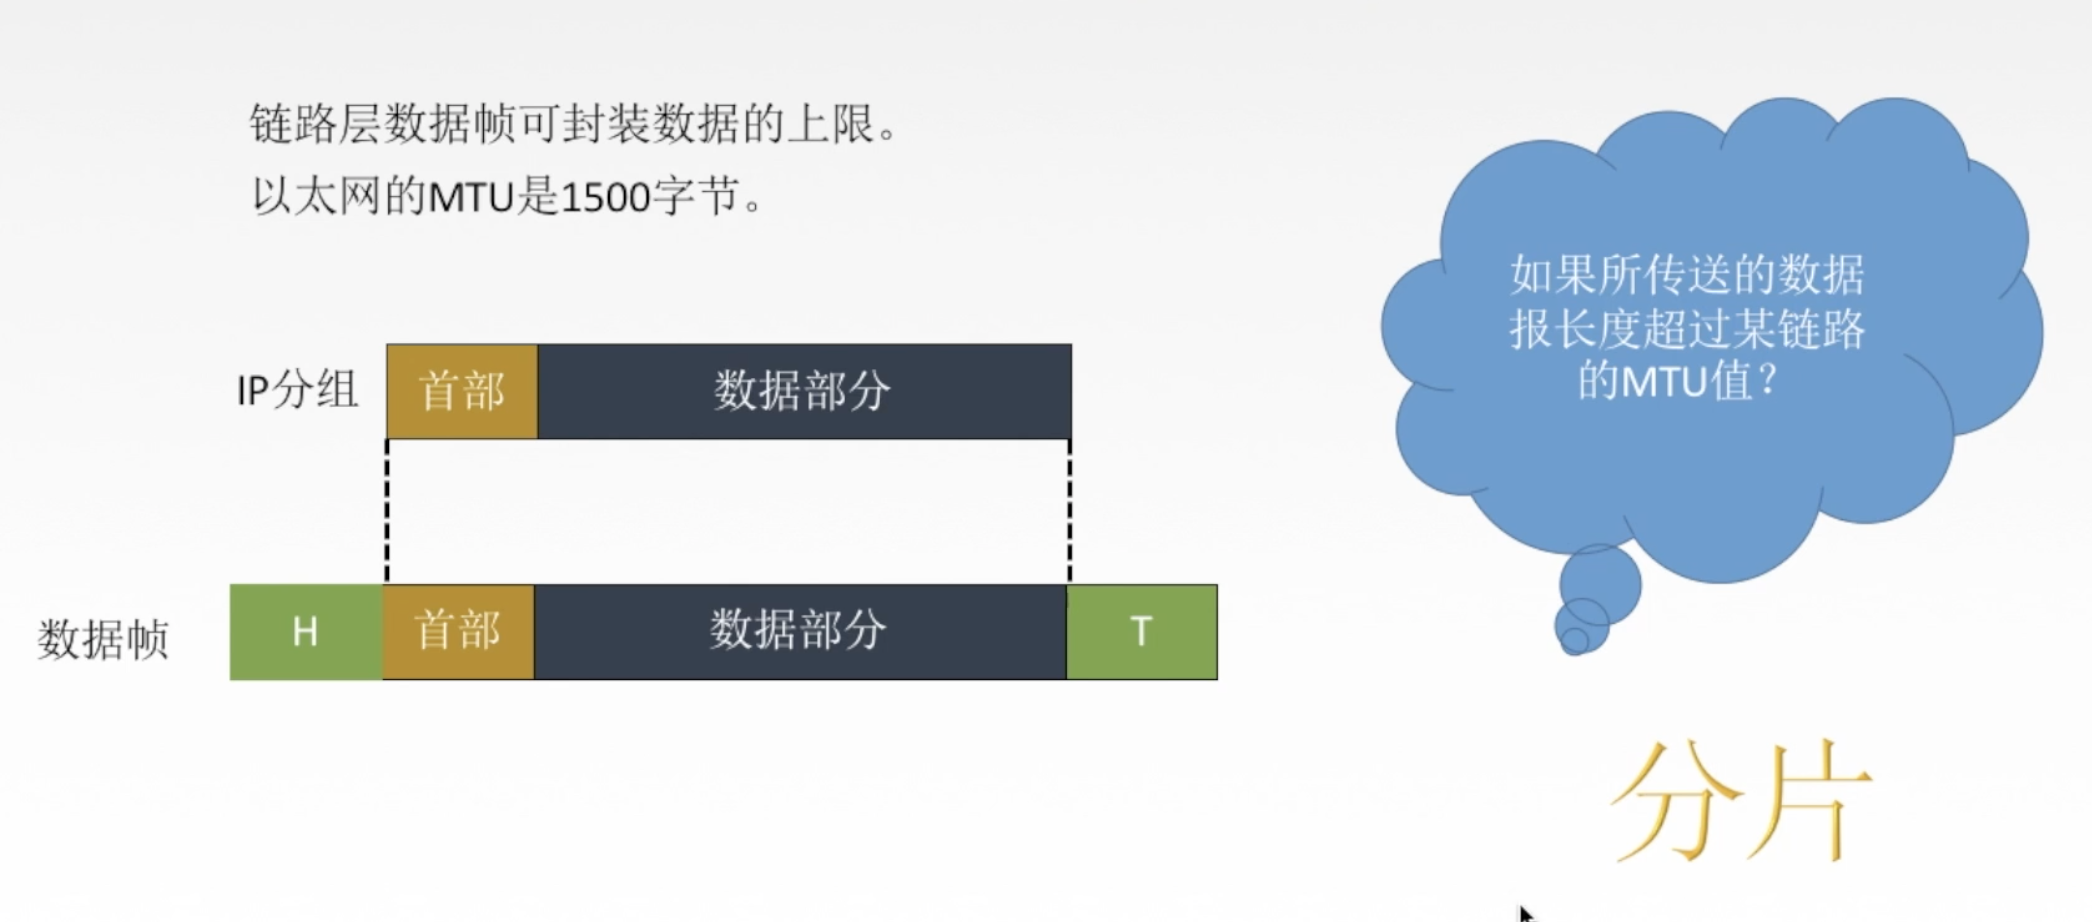 链路层数据帧可封装数据的上限。
以太网的MTU是1500字节。
如果所传送的数据
报长度超过某链路
的MTU值?
IP分组
首部
数据部分
数据帧
H
首部
数据部分
T
分片